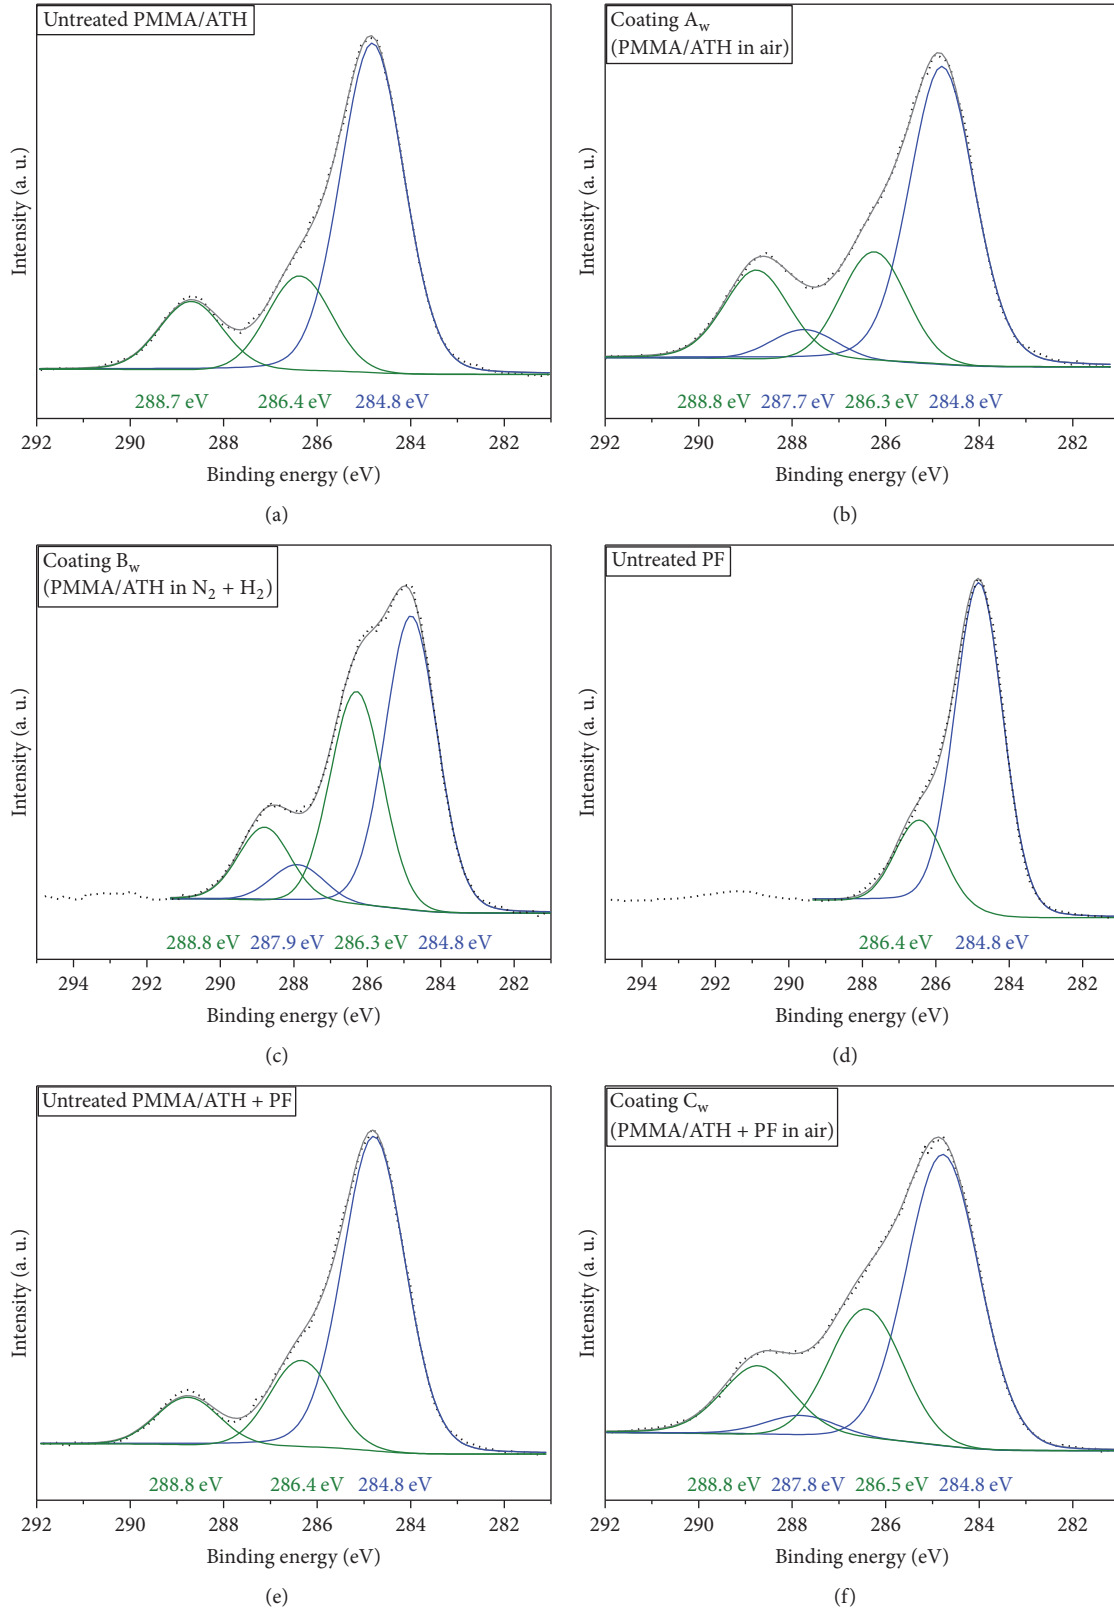 Untreated PMMA/ATH
Intensity (a. u.)
288.7 eV 286.4 eV 284.8 eV
292 290 288 286 284 282
Binding energy (eV)
(a)
Coating A_w
(PMMA/ATH in air)
Intensity (a. u.)
288.8 eV 287.7 eV 286.3 eV 284.8 eV
292 290 288 286 284 282
Binding energy (eV)
(b)
Coating B_w
(PMMA/ATH in N₂ + H₂)
Intensity (a. u.)
288.8 eV 287.9 eV 286.3 eV 284.8 eV
294 292 290 288 286 284 282
Binding energy (eV)
(c)
Untreated PF
Intensity (a. u.)
286.4 eV 284.8 eV
294 292 290 288 286 284 282
Binding energy (eV)
(d)
Untreated PMMA/ATH + PF
Intensity (a. u.)
288.8 eV 286.4 eV 284.8 eV
292 290 288 286 284 282
Binding energy (eV)
(e)
Coating C_w
(PMMA/ATH + PF in air)
Intensity (a. u.)
288.8 eV 287.8 eV 286.5 eV 284.8 eV
292 290 288 286 284 282
Binding energy (eV)
(f)